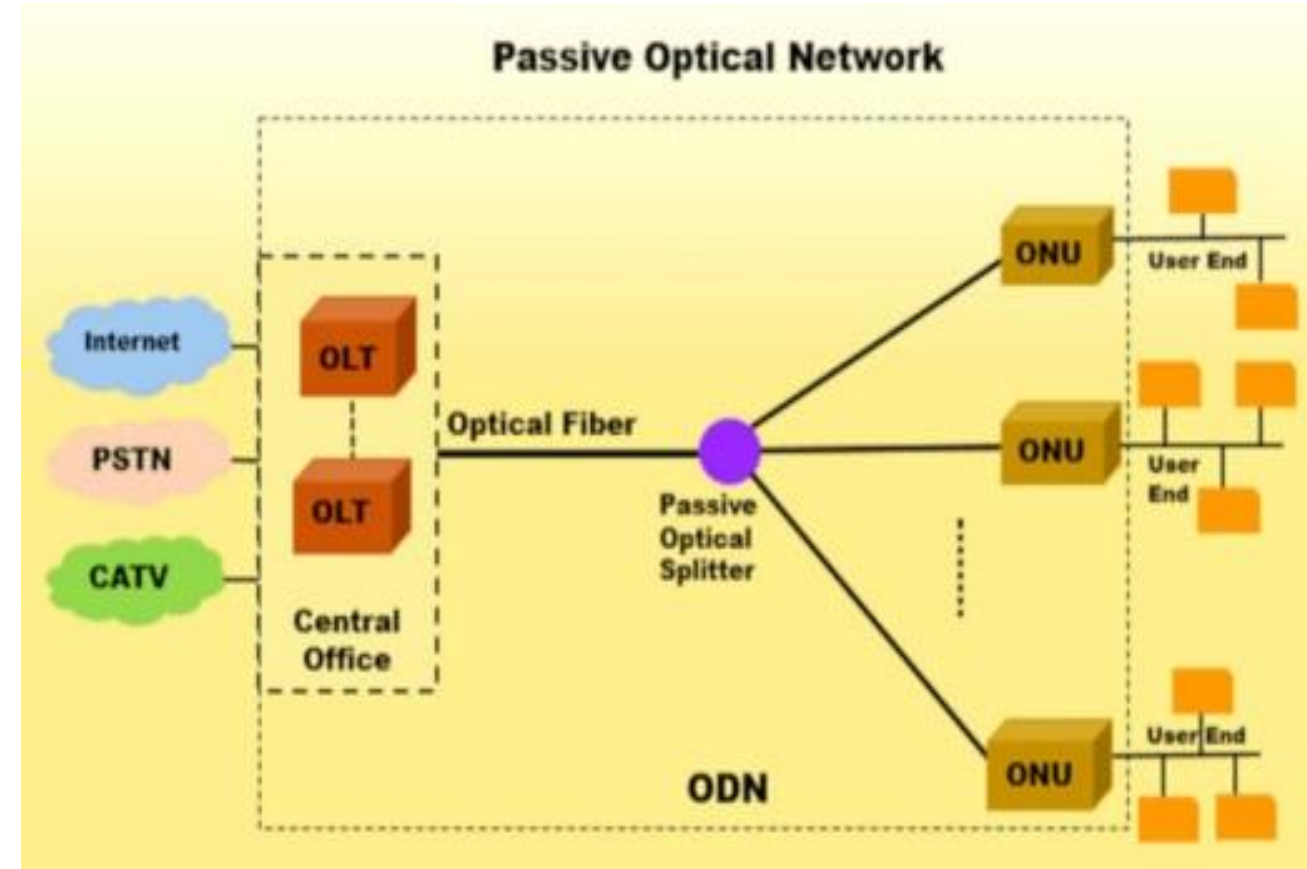 Passive Optical Network
Internet
PSTN
CATV
OLT
OLT
Central
Office
Optical Fiber
Passive
Optical
Splitter
ONU
User End
ONU
User
End
ONU
User End
ODN